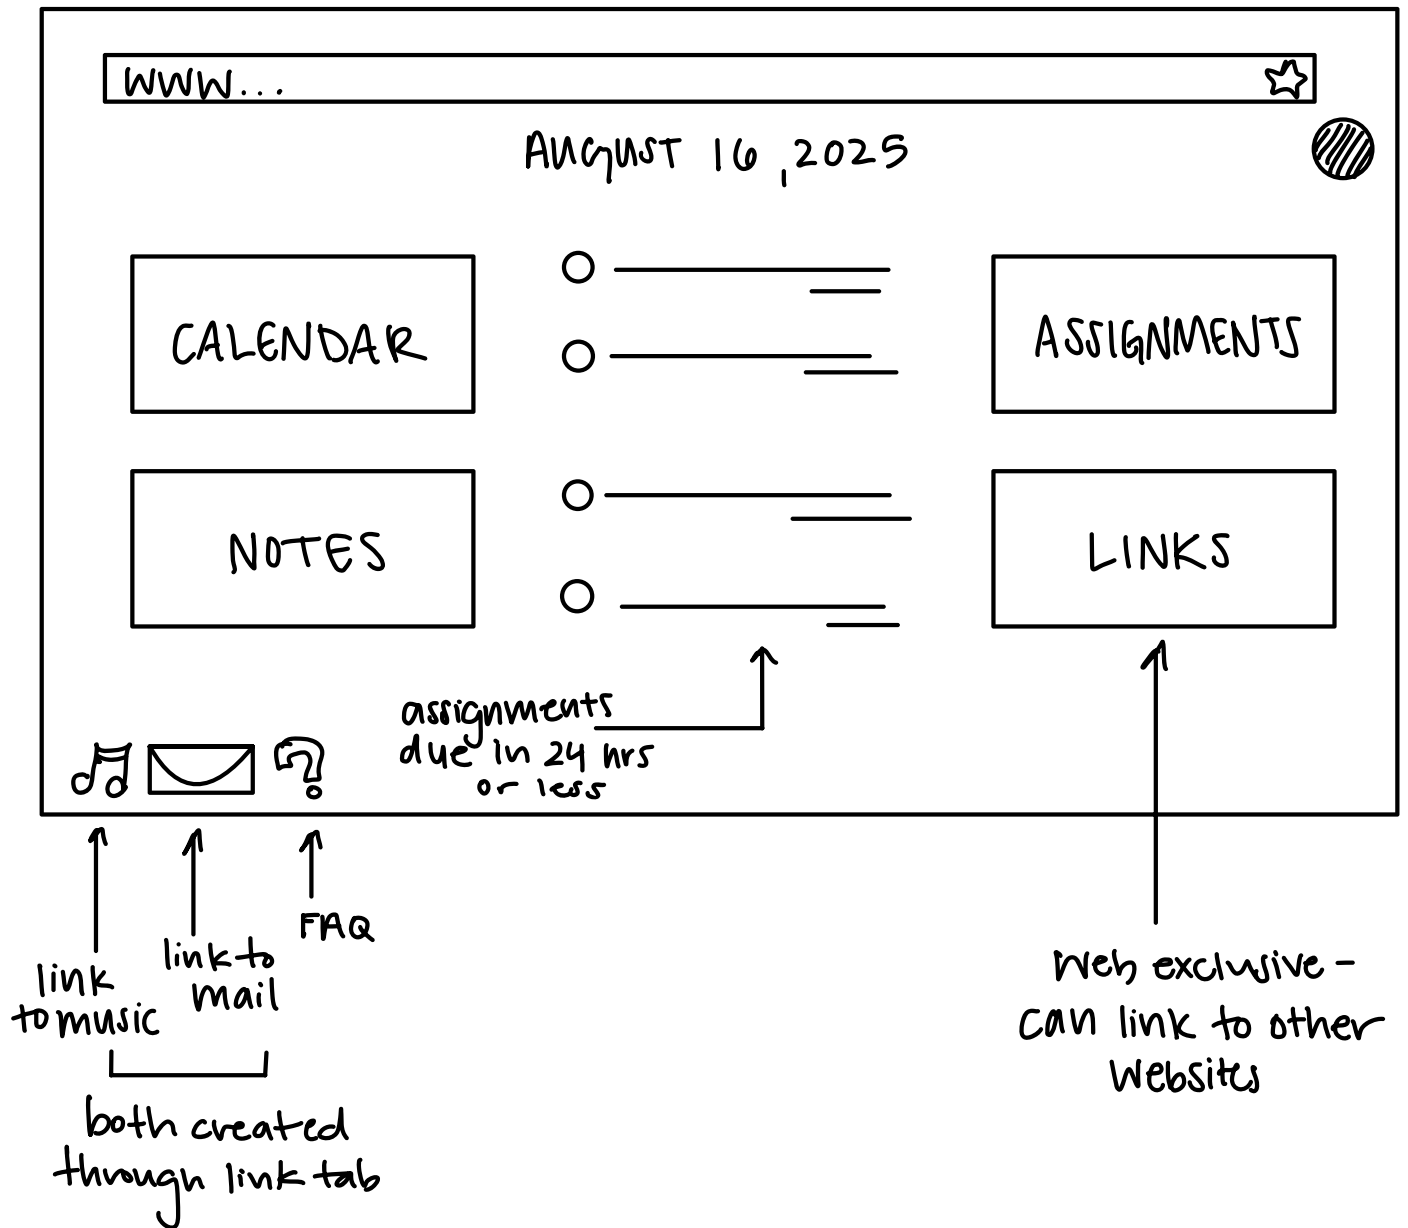 WWW...
AUGUST 16,2025
CALENDAR
ASSIGNMENTS
NOTES
LINKS
assignments
due in 24 hrs
or less
?
FAQ
link
to music
link to
mail
both created
through link tab
Web exclusive -
can link to other
Websites